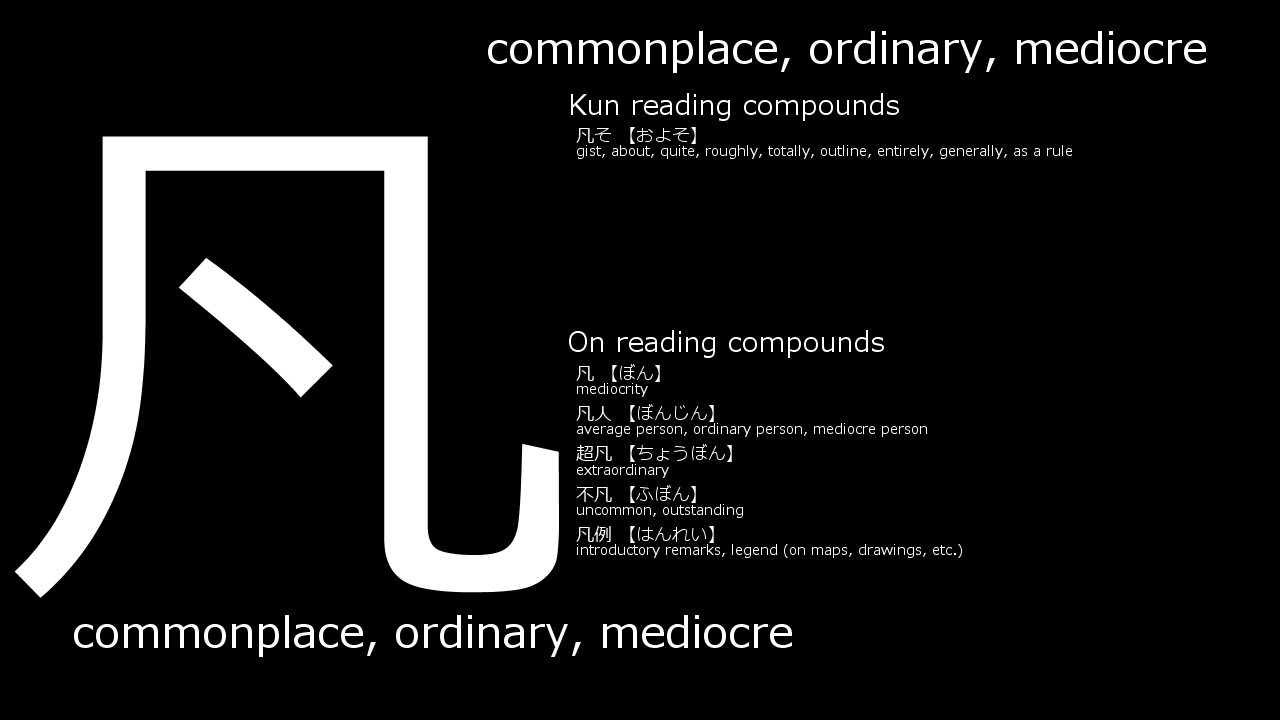 commonplace, ordinary, mediocre
Kun reading compounds
凡そ 【およそ】
gist, about, quite, roughly, totally, outline, entirely, generally, as a rule
凡
On reading compounds
凡 【ぼん】
mediocrity
凡人 【ぼんじん】
average person, ordinary person, mediocre person
超凡 【ちょうぼん】
extraordinary
不凡 【ふぼん】
uncommon, outstanding
凡例 【はんれい】
introductory remarks, legend (on maps, drawings, etc.)
commonplace, ordinary, mediocre